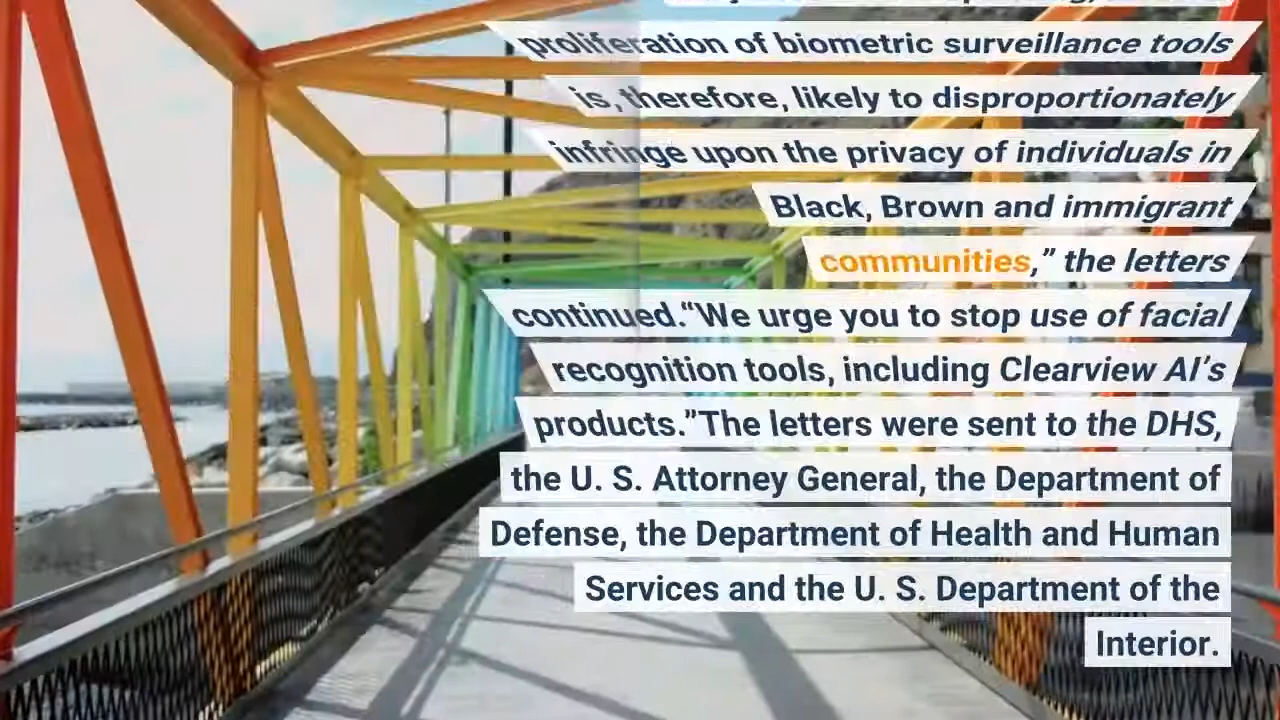 proliferation of biometric surveillance tools
is, therefore, likely to disproportionately
infringe upon the privacy of individuals in
Black, Brown and immigrant
communities,” the letters
continued.“We urge you to stop use of facial
recognition tools, including Clearview AI’s
products.”The letters were sent to the DHS,
the U. S. Attorney General, the Department of
Defense, the Department of Health and Human
Services and the U. S. Department of the
Interior.